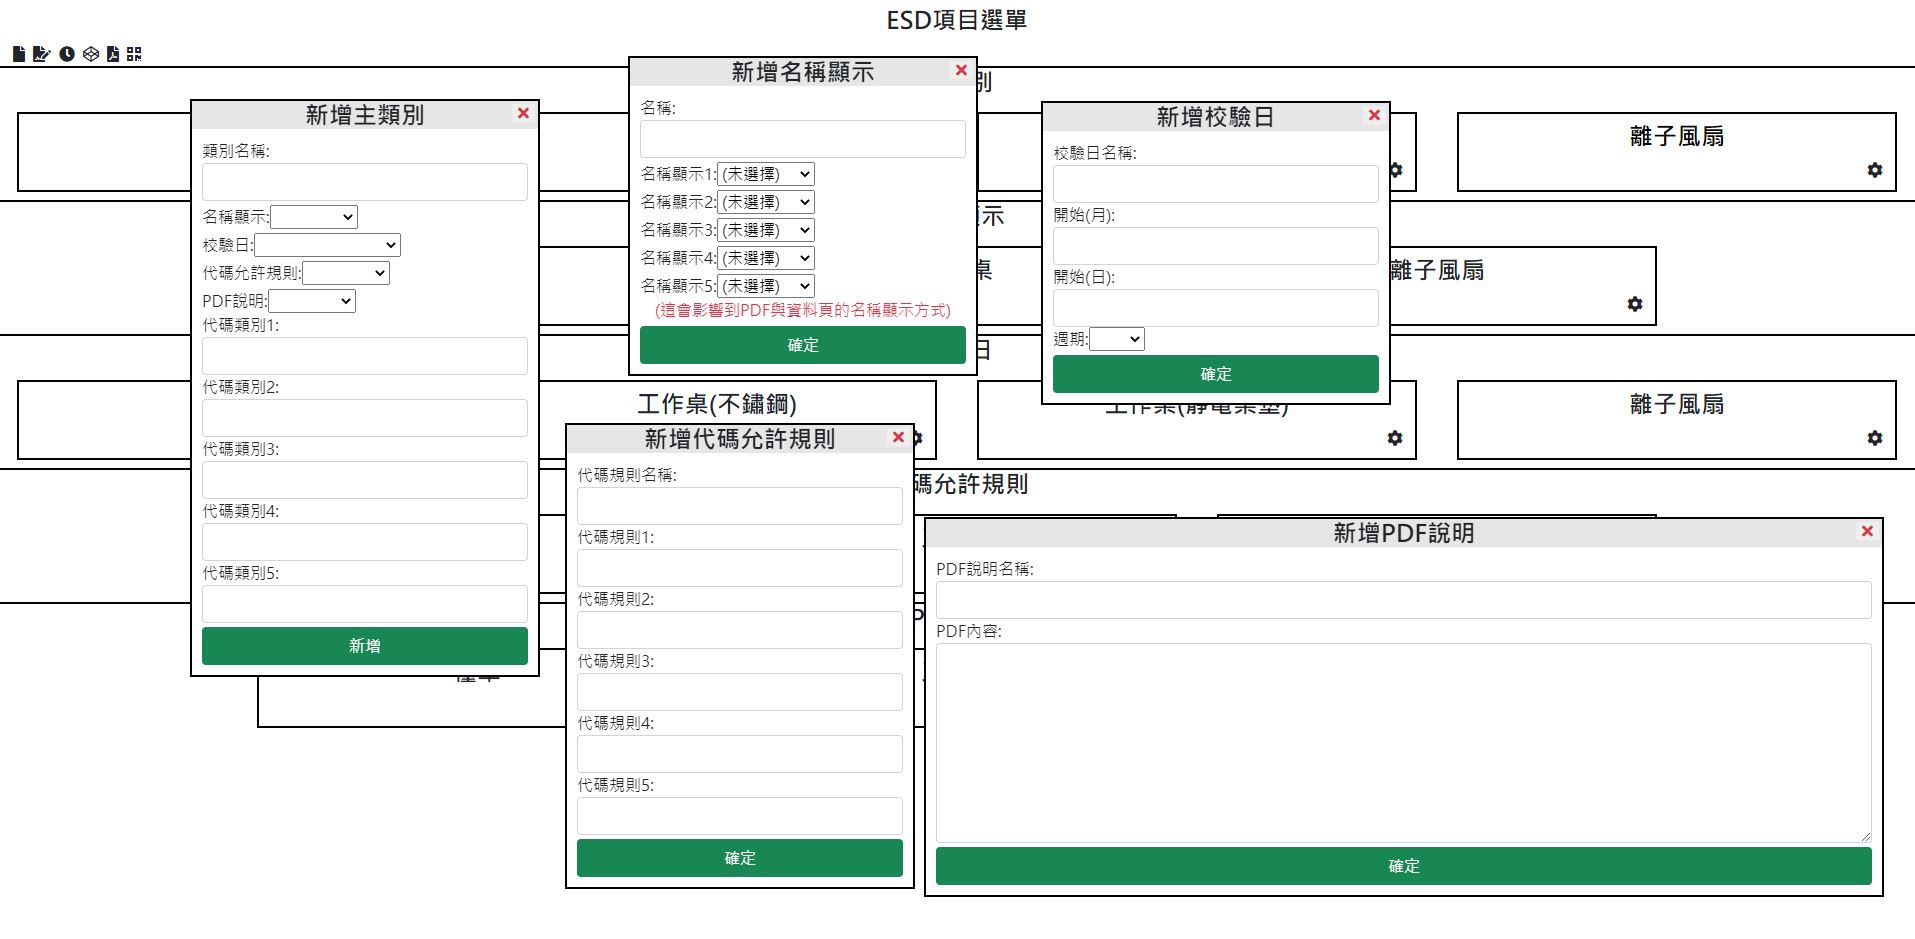 ESD項目選單
新增主類別
類別名稱:
名稱顯示:
校驗日:
代碼允許規則:
PDF說明:
代碼類別1:
代碼類別2:
代碼類別3:
代碼類別4:
代碼類別5:
新增
新增名稱顯示
名稱:
名稱顯示1:(未選擇)
名稱顯示2:(未選擇)
名稱顯示3:(未選擇)
名稱顯示4:(未選擇)
名稱顯示5:(未選擇)
(這會影響到PDF與資料頁的名稱顯示方式)
確定
新增校驗日
校驗日名稱:
開始(月):
開始(日):
週期:
確定
別
離子風扇
示
桌
離子風扇
日
工作桌(不鏽鋼)
工作桌(靜電桌墊)
離子風扇
碼允許規則
新增代碼允許規則
代碼規則名稱:
代碼規則1:
代碼規則2:
代碼規則3:
代碼規則4:
代碼規則5:
確定
新增PDF說明
PDF說明名稱:
PDF內容:
確定